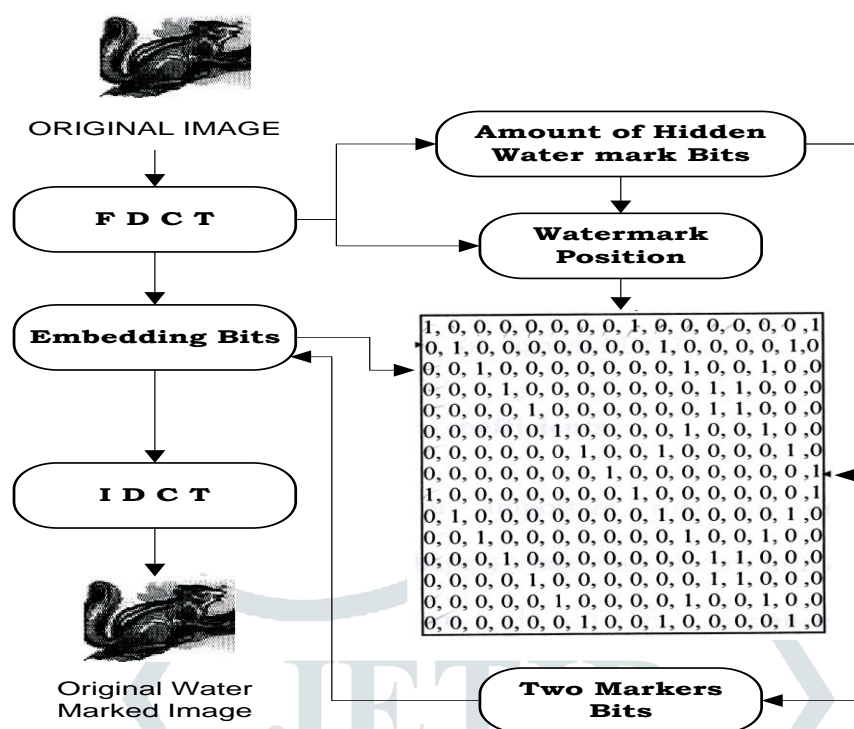 ORIGINAL IMAGE
F D C T
Embedding Bits
I D C T
Original Water
Marked Image
Amount of Hidden
Water mark Bits
Watermark
Position
1, 0, 0, 0, 0, 0, 0, 0, 1, 0, 0, 0, 0, 0, 0 ,1
0, 1, 0, 0, 0, 0, 0, 0, 0, 1, 0, 0, 0, 0, 1,0
0, 0, 1, 0, 0, 0, 0, 0, 0, 0, 1, 0, 0, 1, 0 ,0
0, 0, 0, 1, 0, 0, 0, 0, 0, 0, 0, 1, 1, 0, 0 ,0
0, 0, 0, 0, 1, 0, 0, 0, 0, 0, 0, 1, 1, 0, 0 ,0
0, 0, 0, 0, 0, 1, 0, 0, 0, 0, 1, 0, 0, 1, 0 ,0
0, 0, 0, 0, 0, 0, 1, 0, 0, 1, 0, 0, 0, 0, 1 ,0
0, 0, 0, 0, 0, 0, 0, 1, 0, 0, 0, 0, 0, 0, 0 ,1
1, 0, 0, 0, 0, 0, 0, 0, 1, 0, 0, 0, 0, 0, 0 ,1
0, 1, 0, 0, 0, 0, 0, 0, 0, 1, 0, 0, 0, 0, 1 ,0
0, 0, 1, 0, 0, 0, 0, 0, 0, 0, 1, 0, 0, 1, 0 ,0
0, 0, 0, 1, 0, 0, 0, 0, 0, 0, 0, 1, 1, 0, 0 ,0
0, 0, 0, 0, 1, 0, 0, 0, 0, 0, 0, 1, 1, 0, 0 ,0
0, 0, 0, 0, 0, 1, 0, 0, 0, 0, 1, 0, 0, 1, 0 ,0
0, 0, 0, 0, 0, 0, 1, 0, 0, 1, 0, 0, 0, 0, 1 ,0
Two Markers
Bits